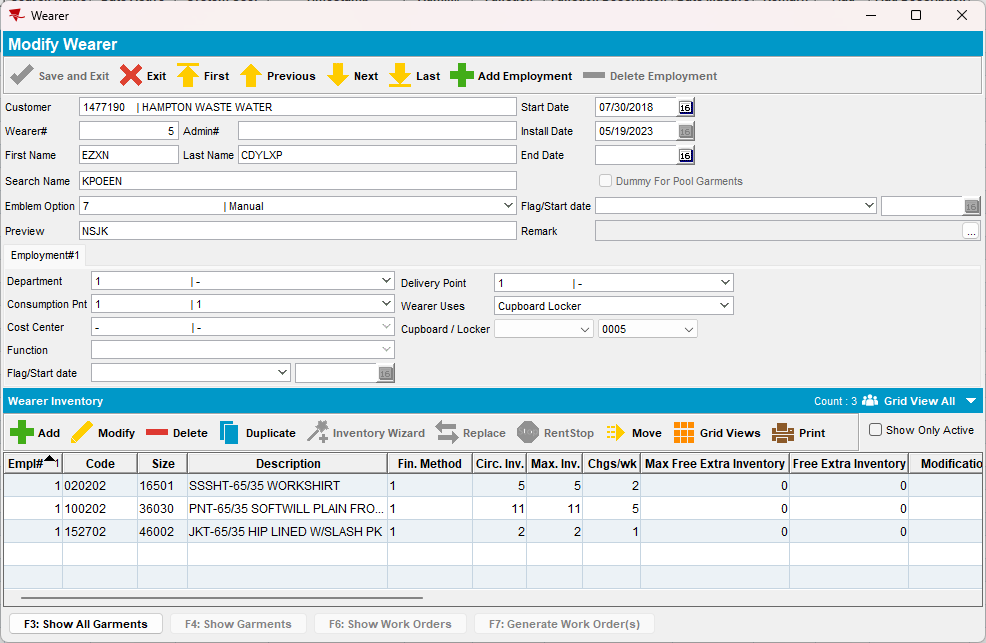 Wearer
Modify Wearer
Save and Exit Exit First Previous Next Last Add Employment Delete Employment
Customer 1477190 | HAMPTON WASTE WATER Start Date 07/30/2018 16
Wearer# 5 Admin# Install Date 05/19/2023 16
First Name EZXN Last Name CDYLXP End Date 16
Search Name KPOEEN Dummy For Pool Garments
Emblem Option 7 | Manual Flag/Start date 16
Preview NSJK Remark ...
Employment#1
Department 1 | - Delivery Point 1 | -
Consumption Pnt 1 | 1 Wearer Uses Cupboard Locker
Cost Center - | - Cupboard / Locker 0005
Function
Flag/Start date 16
Wearer Inventory Count : 3 Grid View All
Add Modify Delete Duplicate Inventory Wizard Replace RentStop Move Grid Views Print Show Only Active
Empl# 1 Code Size Description Fin. Method Circ. Inv. Max. Inv. Chgs/wk Max Free Extra Inventory Free Extra Inventory Modificatio
1 020202 16501 SSSHT-65/35 WORKSHIRT 1 5 5 2 0 0
1 100202 36030 PNT-65/35 SOFTWILL PLAIN FRO... 1 11 11 5 0 0
1 152702 46002 JKT-65/35 HIP LINED W/SLASH PK 1 2 2 1 0 0
F3: Show All Garments F4: Show Garments F6: Show Work Orders F7: Generate Work Order(s)